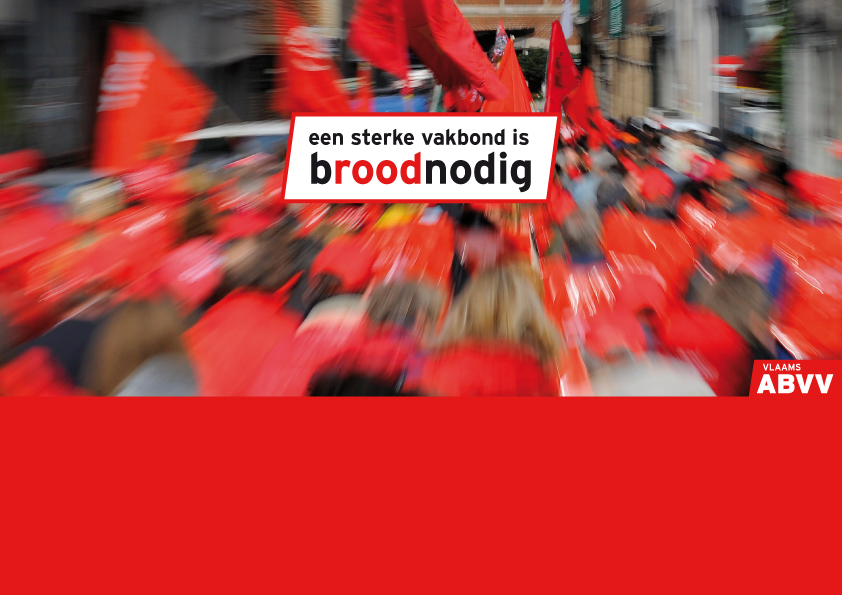 een sterke vakbond is
broodnodig
VLAAMS
ABVV